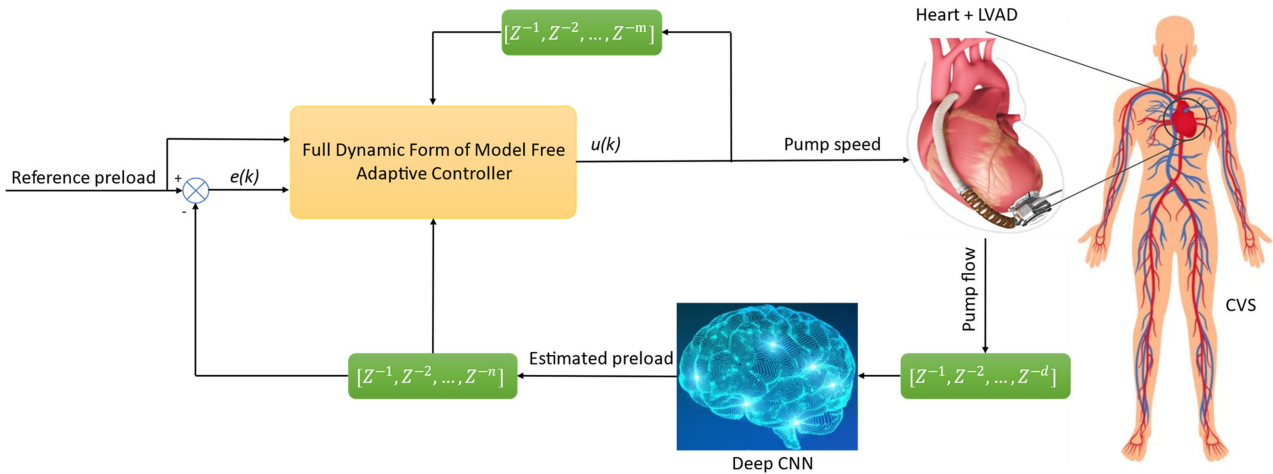 Heart + LVAD
[Z⁻¹, Z⁻², ..., Z⁻ᵐ]
Full Dynamic Form of Model Free
Adaptive Controller
u(k)
Pump speed
Reference preload
+
e(k)
-
Pump flow
CVS
Estimated preload
[Z⁻¹, Z⁻², ..., Z⁻ⁿ]
[Z⁻¹, Z⁻², ..., Z⁻ᵈ]
Deep CNN